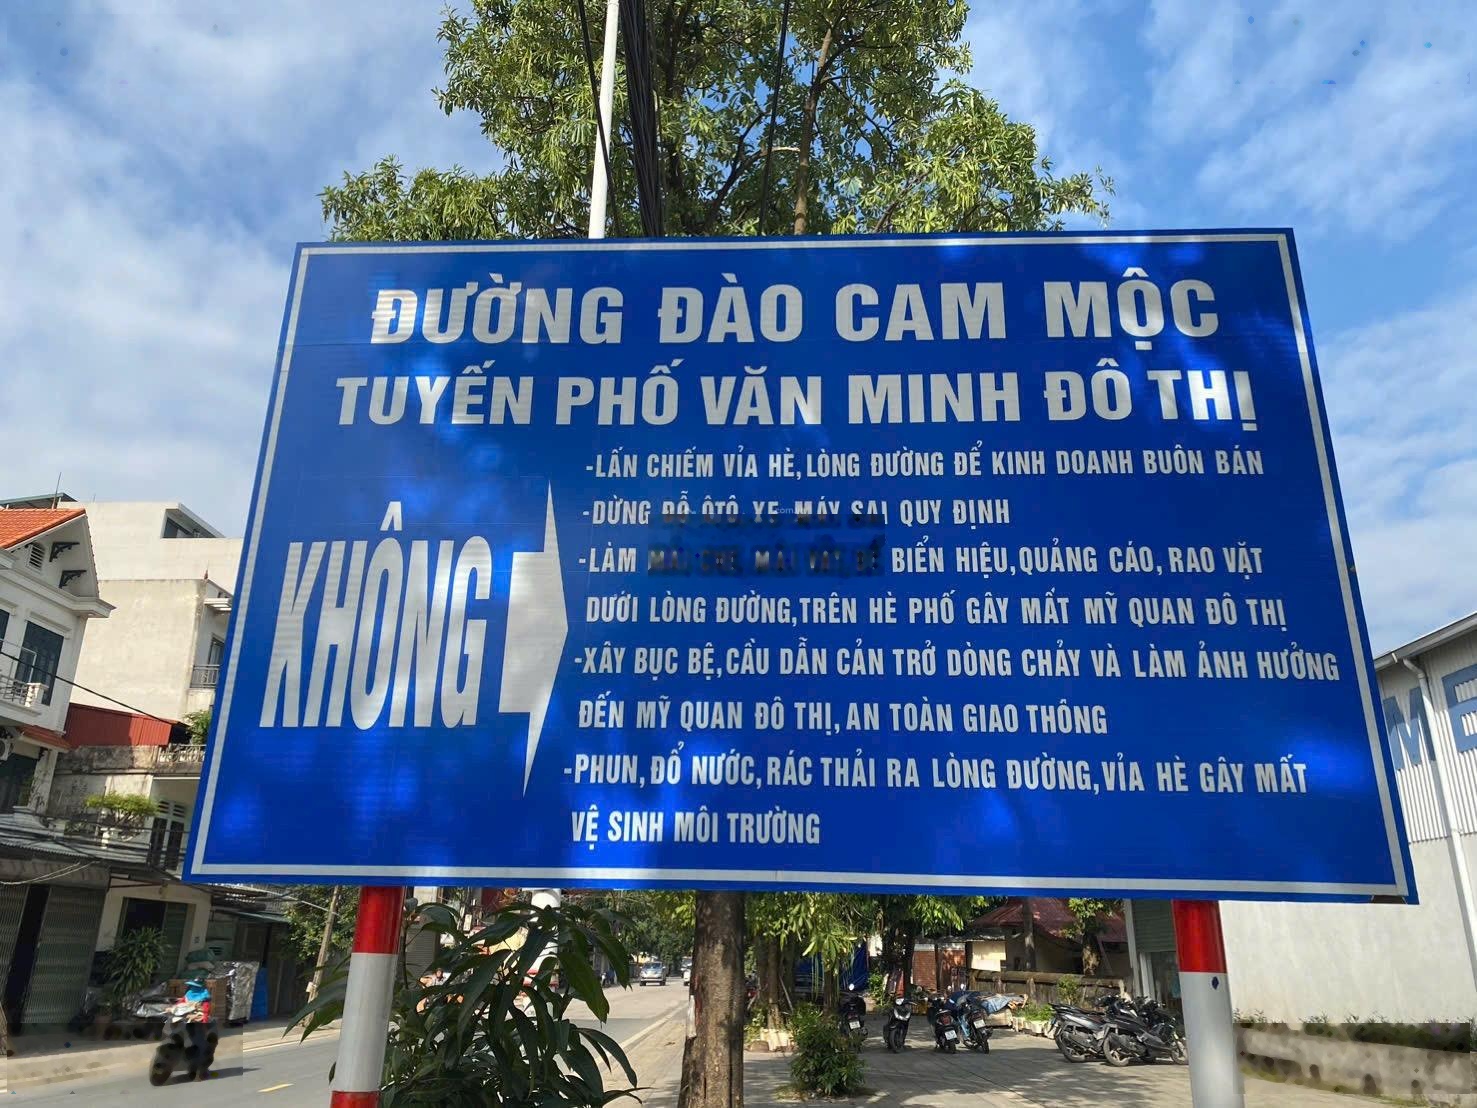 ĐƯỜNG ĐÀO CAM MỘC
TUYẾN PHỐ VĂN MINH ĐÔ THỊ
KHÔNG
-LẤN CHIẾM VỈA HÈ,LÒNG ĐƯỜNG ĐỂ KINH DOANH BUÔN BÁN
-DỪNG ĐỖ ÔTÔ XE MÁY SAI QUY ĐỊNH
-LÀM BIỂN HIỆU,QUẢNG CÁO, RAO VẶT
DƯỚI LÒNG ĐƯỜNG,TRÊN HÈ PHỐ GÂY MẤT MỸ QUAN ĐÔ THỊ
-XÂY BỤC BỆ,CẦU DẪN CẢN TRỞ DÒNG CHẢY VÀ LÀM ẢNH HƯỞNG
ĐẾN MỸ QUAN ĐÔ THỊ,AN TOÀN GIAO THÔNG
-PHUN,ĐỔ NƯỚC,RÁC THẢI RA LÒNG ĐƯỜNG,VỈA HÈ GÂY MẤT
VỆ SINH MÔI TRƯỜNG